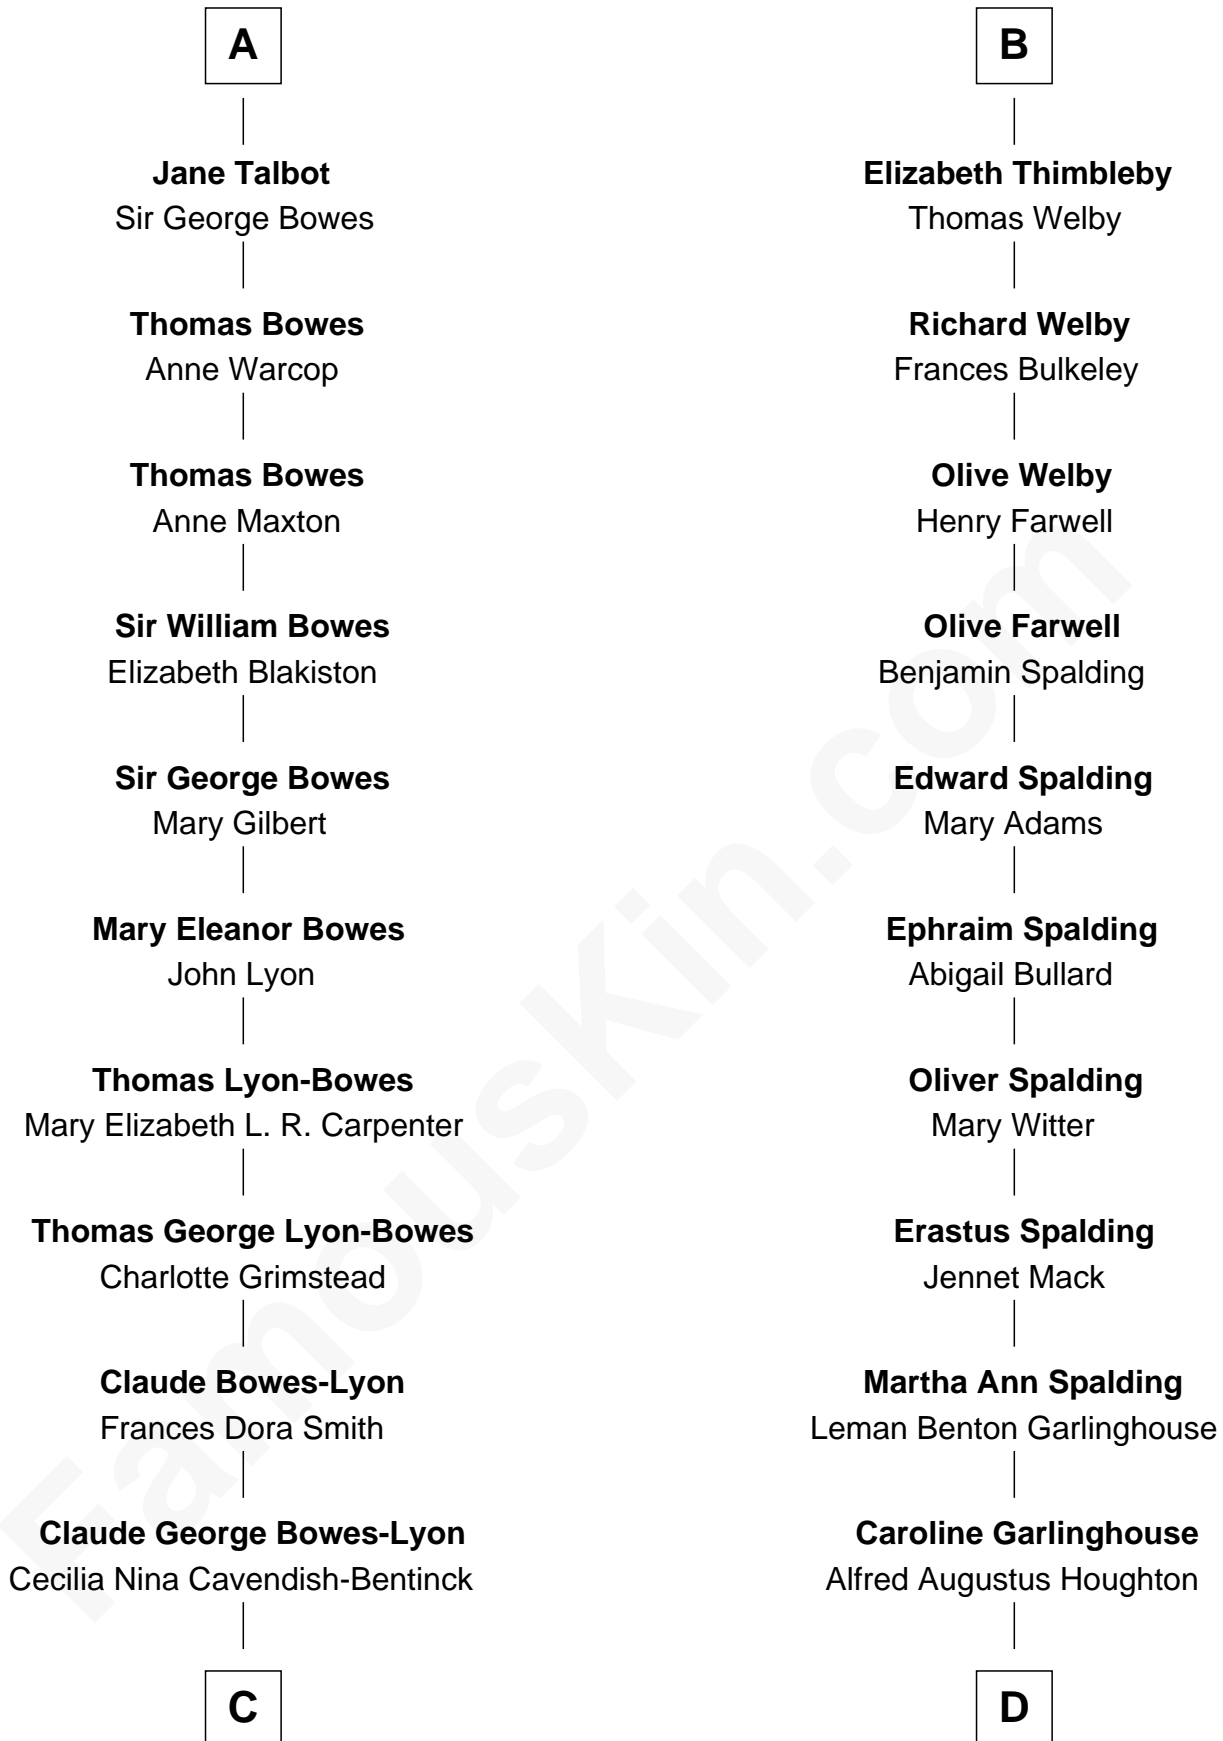 A
Jane Talbot
Sir George Bowes
Thomas Bowes
Anne Warcop
Thomas Bowes
Anne Maxton
Sir William Bowes
Elizabeth Blakiston
Sir George Bowes
Mary Gilbert
Mary Eleanor Bowes
John Lyon
Thomas Lyon-Bowes
Mary Elizabeth L. R. Carpenter
Thomas George Lyon-Bowes
Charlotte Grimstead
Claude Bowes-Lyon
Frances Dora Smith
Claude George Bowes-Lyon
Cecilia Nina Cavendish-Bentinck
C
B
Elizabeth Thimbleby
Thomas Welby
Richard Welby
Frances Bulkeley
Olive Welby
Henry Farwell
Olive Farwell
Benjamin Spalding
Edward Spalding
Mary Adams
Ephraim Spalding
Abigail Bullard
Oliver Spalding
Mary Witter
Erastus Spalding
Jennet Mack
Martha Ann Spalding
Leman Benton Garlinghouse
Caroline Garlinghouse
Alfred Augustus Houghton
D
FamousKin.com